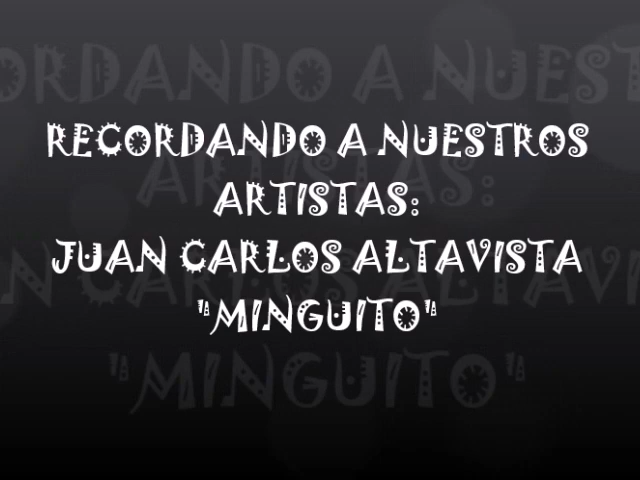 RECORDANDO A NUESTROS
ARTISTAS:
JUAN CARLOS ALTAVISTA
"MINGUITO"